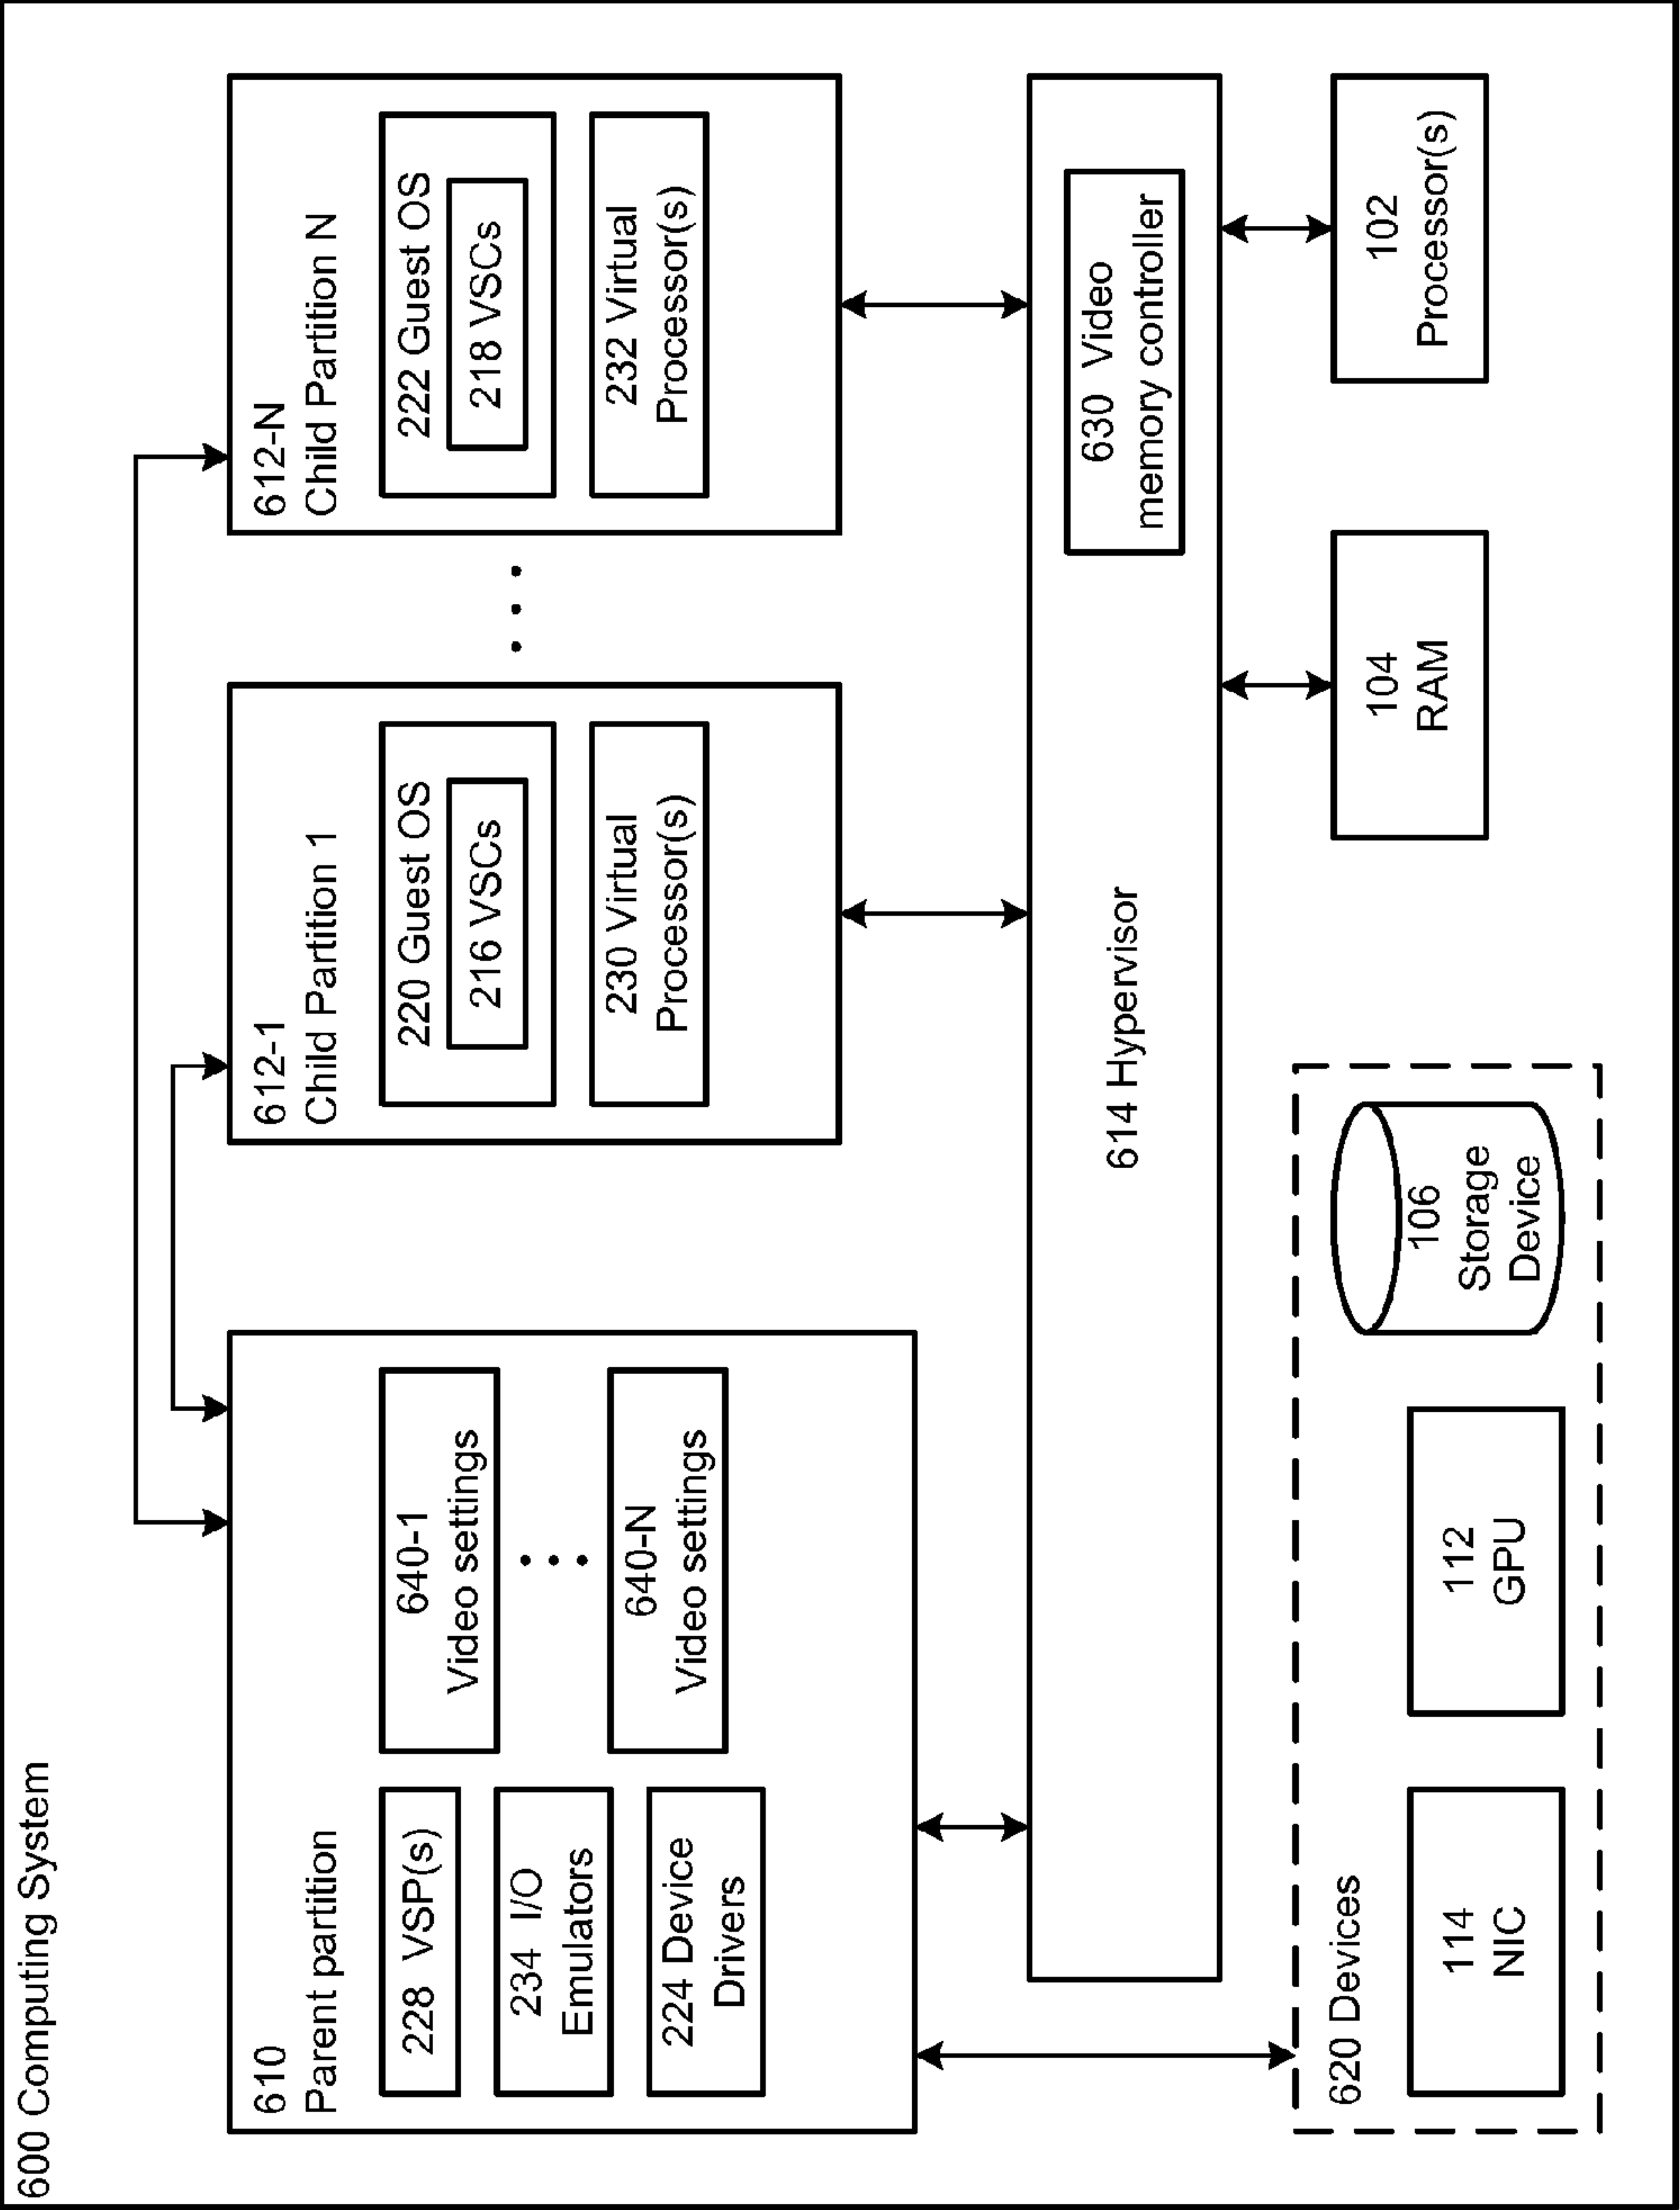 600 Computing System
610
Parent partition
228 VSP(s)
234 I/O
Emulators
224 Device
Drivers
640-1
Video settings
640-N
Video settings
612-1
Child Partition 1
220 Guest OS
216 VSCs
230 Virtual
Processor(s)
612-N
Child Partition N
222 Guest OS
218 VSCs
232 Virtual
Processor(s)
614 Hypervisor
630 Video
memory controller
620 Devices
114
NIC
112
GPU
106
Storage
Device
104
RAM
102
Processor(s)